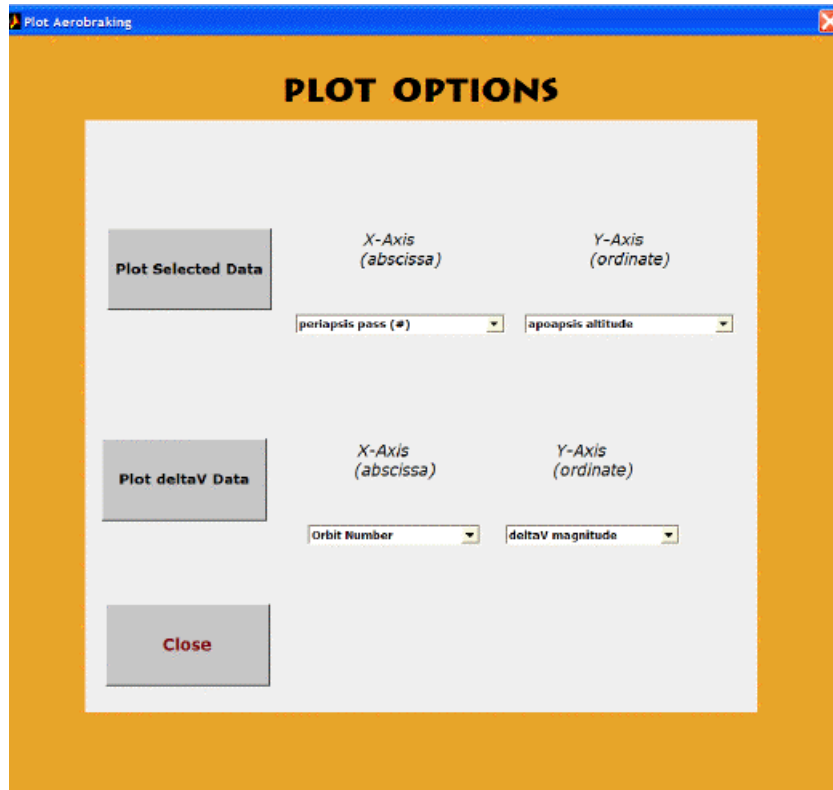 Plot Aerobraking
PLOT OPTIONS
X-Axis
(abscissa)
Y-Axis
(ordinate)
Plot Selected Data
periapsis pass (#)
apoapsis altitude
X-Axis
(abscissa)
Y-Axis
(ordinate)
Plot deltaV Data
Orbit Number
deltaV magnitude
Close